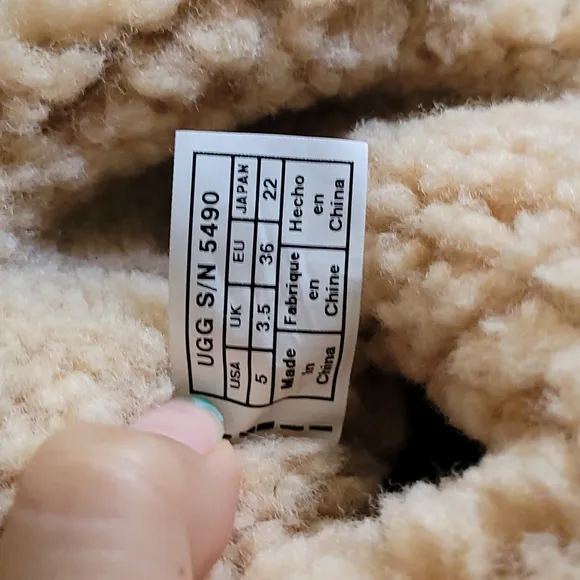 UGG S/N 5490
USA UK EU JAPAN
5 3.5 36 22
Made in China
Fabrique en Chine
Hecho en China